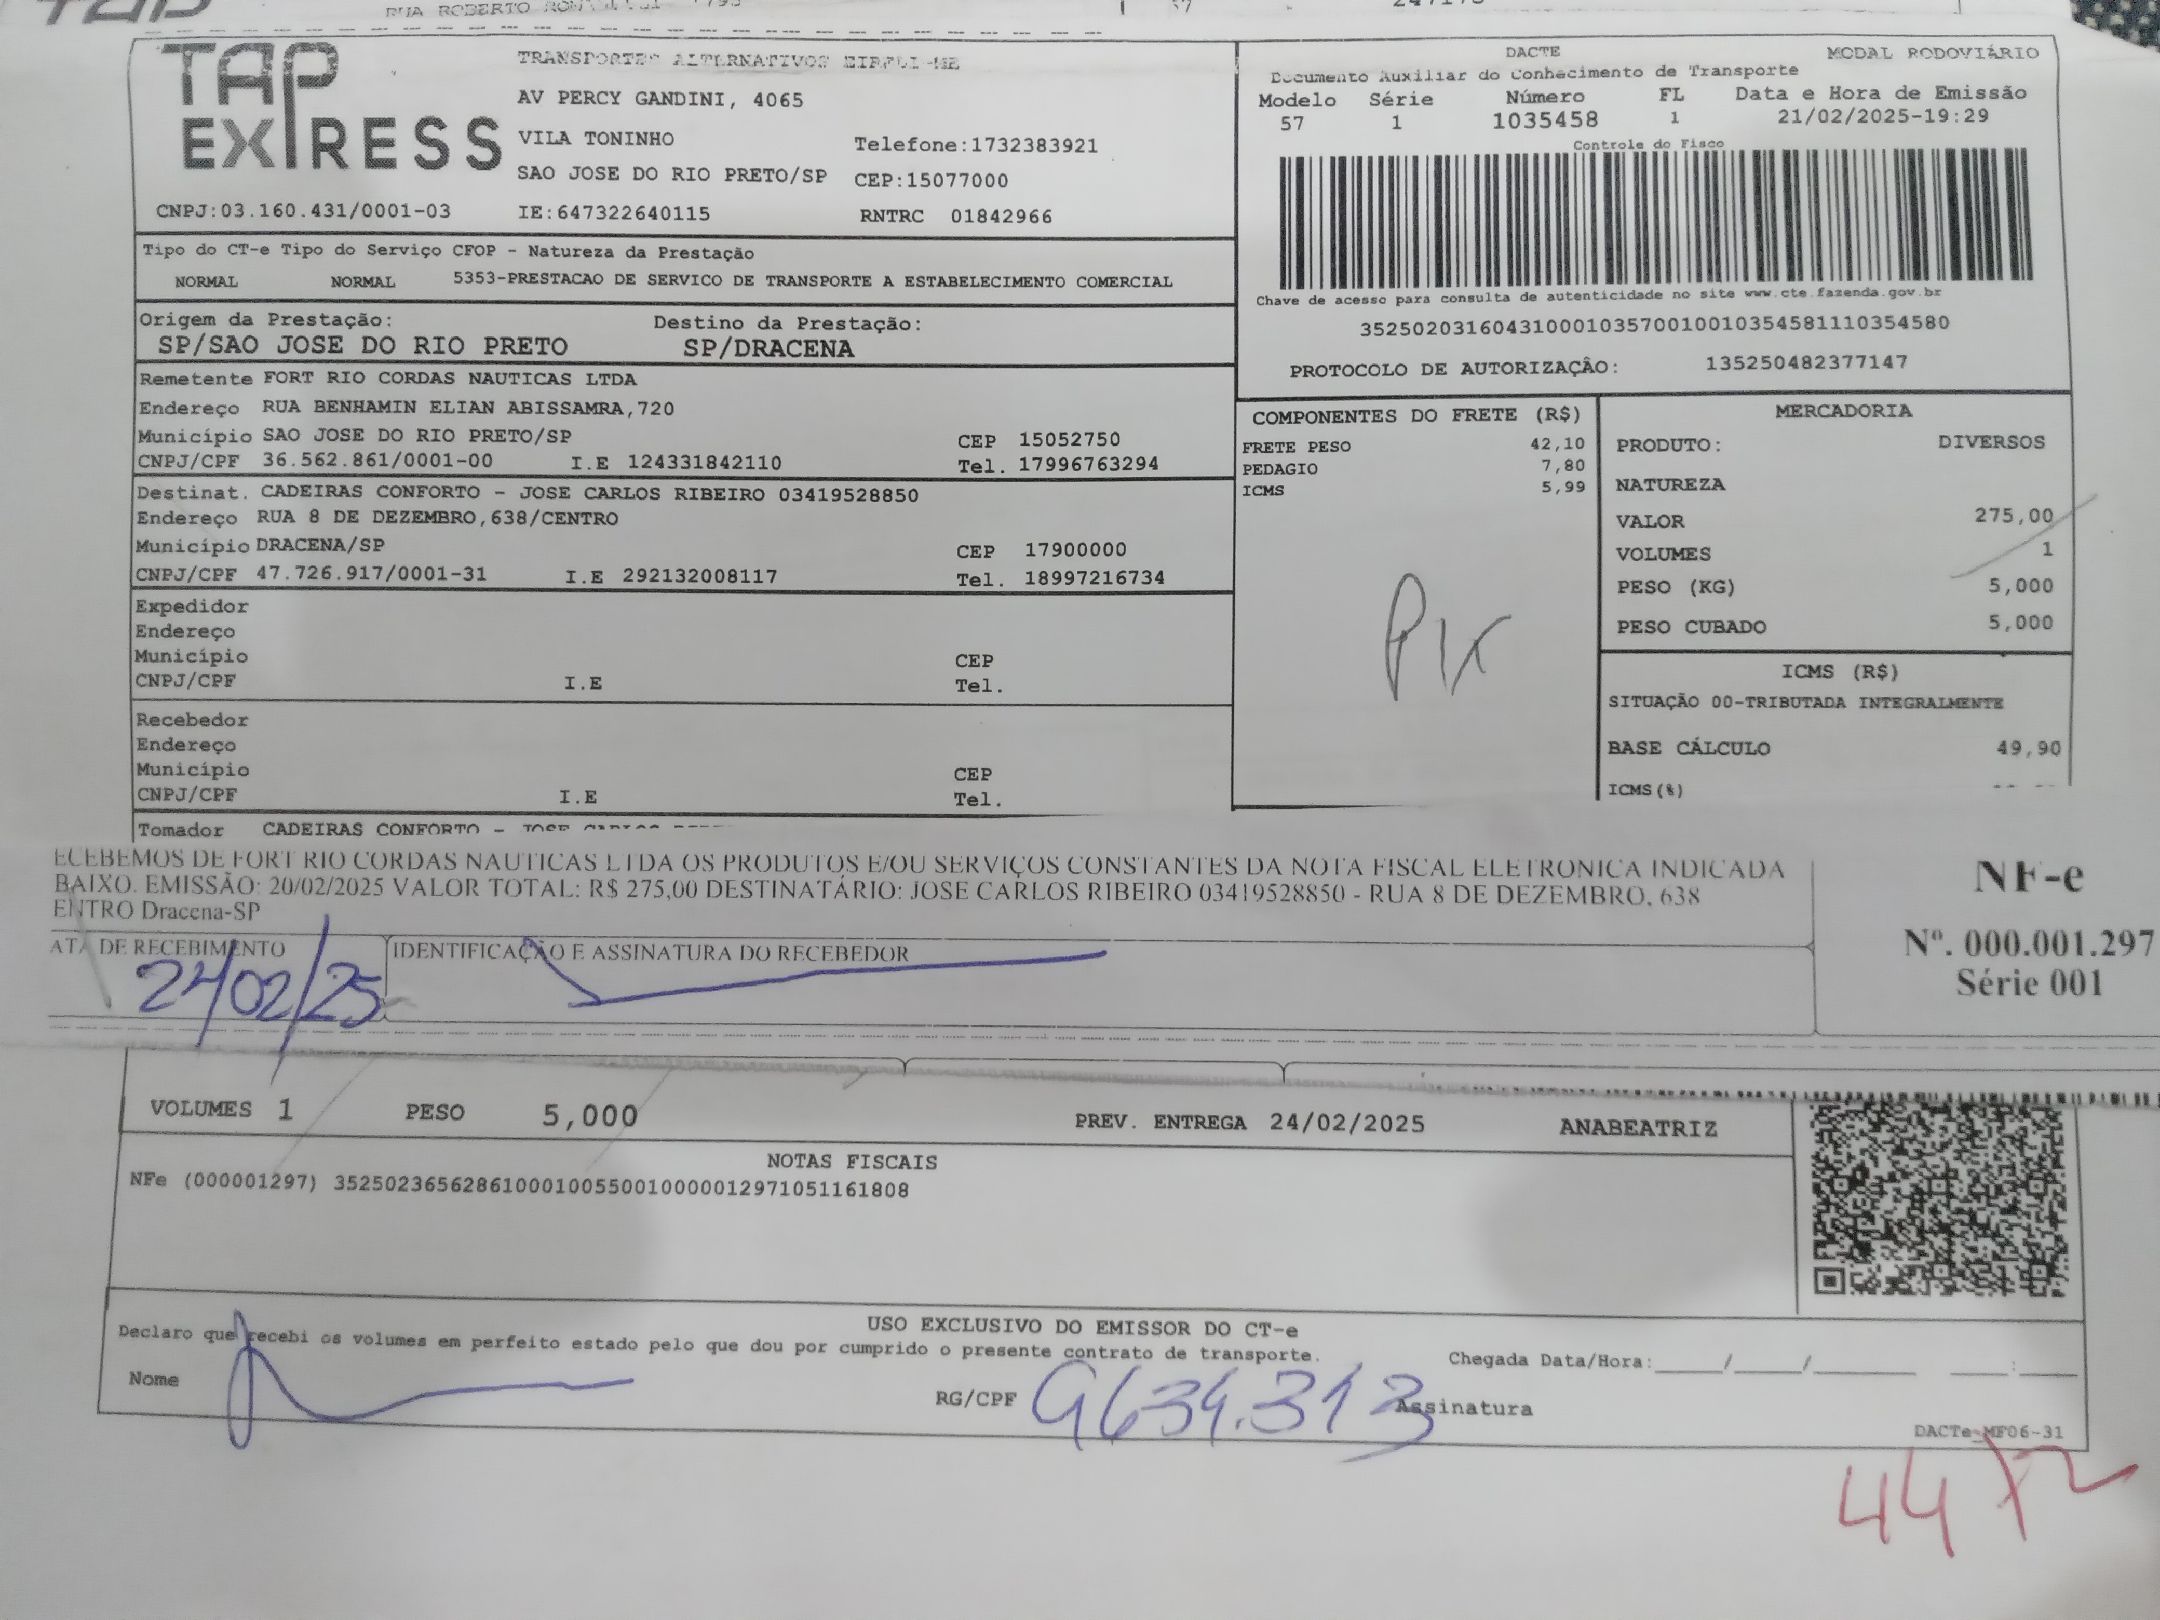 RUA ROBERTO
TAP EXPRESS
TRANSPORTES ALTERNATIVOS EIRELI-ME
AV PERCY GANDINI, 4065
VILA TONINHO Telefone:1732383921
SAO JOSE DO RIO PRETO/SP CEP:15077000
CNPJ:03.160.431/0001-03 IE:647322640115 RNTRC 01842966
DACTE MODAL RODOVIÁRIO
Documento Auxiliar do Conhecimento de Transporte
Modelo Série Número FL Data e Hora de Emissão
57 1 1035458 1 21/02/2025-19:29
Controle do Fisco
Chave de acesso para consulta de autenticidade no site www.cte.fazenda.gov.br
35250203160431000103570010010354581110354580
PROTOCOLO DE AUTORIZAÇÂO: 135250482377147
Tipo do CT-e Tipo do Serviço CFOP - Natureza da Prestação
NORMAL NORMAL 5353-PRESTACAO DE SERVICO DE TRANSPORTE A ESTABELECIMENTO COMERCIAL
Origem da Prestação: Destino da Prestação:
SP/SAO JOSE DO RIO PRETO SP/DRACENA
Remetente FORT RIO CORDAS NAUTICAS LTDA
Endereço RUA BENHAMIN ELIAN ABISSAMRA,720
Município SAO JOSE DO RIO PRETO/SP CEP 15052750
CNPJ/CPF 36.562.861/0001-00 I.E 124331842110 Tel. 17996763294
Destinat. CADEIRAS CONFORTO - JOSE CARLOS RIBEIRO 03419528850
Endereço RUA 8 DE DEZEMBRO,638/CENTRO
Município DRACENA/SP CEP 17900000
CNPJ/CPF 47.726.917/0001-31 I.E 292132008117 Tel. 18997216734
Expedidor
Endereço
Município CEP
CNPJ/CPF I.E Tel.
Recebedor
Endereço
Município CEP
CNPJ/CPF I.E Tel.
Tomador CADEIRAS CONFORTO - JOSE CARLOS
COMPONENTES DO FRETE (R$)
FRETE PESO 42,10
PEDAGIO 7,80
ICMS 5,99
Pix
MERCADORIA
PRODUTO: DIVERSOS
NATUREZA
VALOR 275,00
VOLUMES 1
PESO (KG) 5,000
PESO CUBADO 5,000
ICMS (R$)
SITUAÇÃO 00-TRIBUTADA INTEGRALMENTE
BASE CÁLCULO 49,90
ICMS(%)
ECEBEMOS DE FORT RIO CORDAS NAUTICAS LTDA OS PRODUTOS E/OU SERVIÇOS CONSTANTES DA NOTA FISCAL ELETRONICA INDICADA
BAIXO. EMISSÃO: 20/02/2025 VALOR TOTAL: R$ 275,00 DESTINATÁRIO: JOSE CARLOS RIBEIRO 03419528850 - RUA 8 DE DEZEMBRO, 638
ENTRO Dracena-SP
ATA DE RECEBIMENTO IDENTIFICAÇÃO E ASSINATURA DO RECEBEDOR
24/02/25
NF-e
Nº. 000.001.297
Série 001
VOLUMES 1 PESO 5,000 PREV. ENTREGA 24/02/2025 ANABEATRIZ
NOTAS FISCAIS
NFe (000001297) 35250236562861000100550010000012971051161808
USO EXCLUSIVO DO EMISSOR DO CT-e
Declaro que recebi os volumes em perfeito estado pelo que dou por cumprido o presente contrato de transporte.
Chegada Data/Hora:____/____/______ ____:____
Nome RG/CPF 9634.313 Assinatura
DACTe_MF06-31